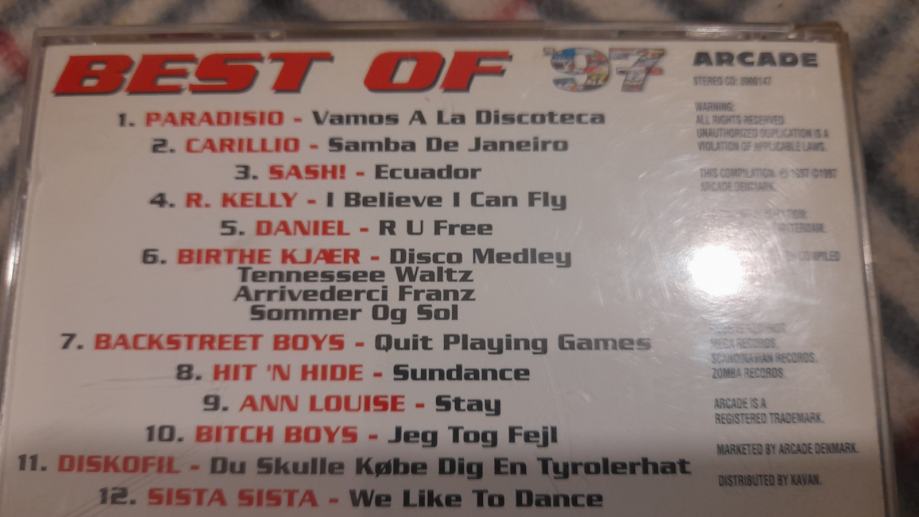 BEST OF 97
1. PARADISIO - Vamos A La Discoteca
2. CARILLIO - Samba De Janeiro
3. SASH! - Ecuador
4. R. KELLY - I Believe I Can Fly
5. DANIEL - R U Free
6. BIRTHE KJÆR - Disco Medley
Tennessee Waltz
Arrivederci Franz
Sommer Og Sol
7. BACKSTREET BOYS - Quit Playing Games
8. HIT 'N HIDE - Sundance
9. ANN LOUISE - Stay
10. BITCH BOYS - Jeg Tog Fejl
11. DISKOFIL - Du Skulle Købe Dig En Tyrolerhat
12. SISTA SISTA - We Like To Dance
ARCADE
STEREO CD:
WARNING:
ALL RIGHTS RESERVED.
UNAUTHORIZED DUPLICATION IS A
VIOLATION OF APPLICABLE LAWS.
THIS COMPILATION ℗ 1997 ©1997
ARCADE DENMARK.
COMPILED
MEGA RECORDS,
SCANDINAVIAN RECORDS,
ZOMBA RECORDS.
ARCADE IS A
REGISTERED TRADEMARK.
MARKETED BY ARCADE DENMARK.
DISTRIBUTED BY KAVAN.